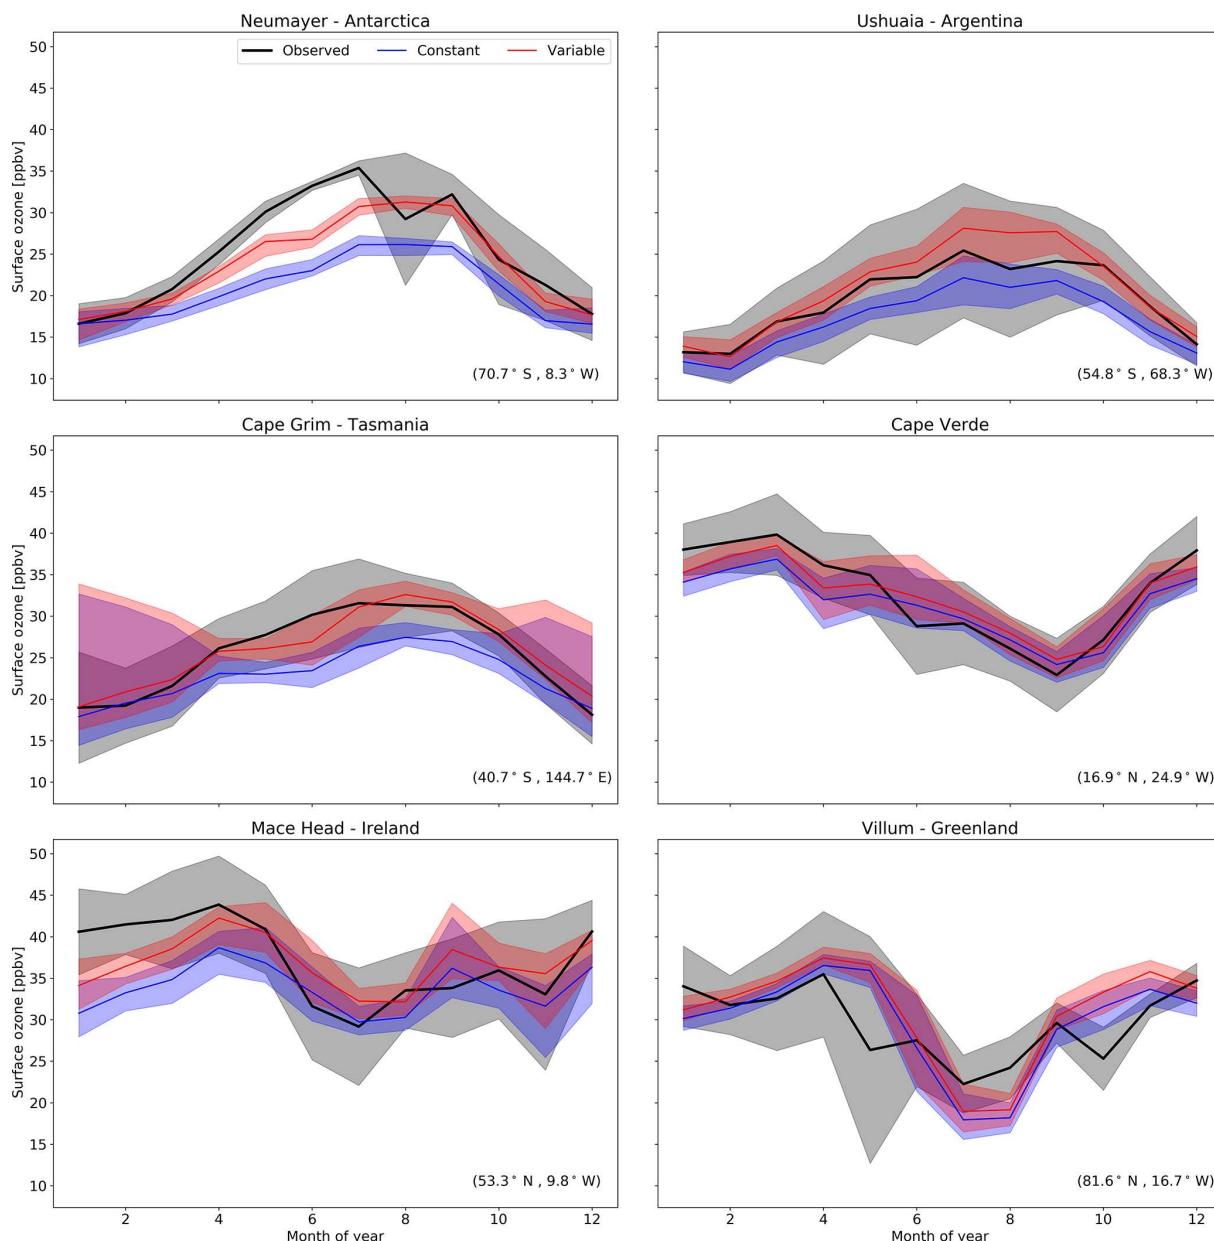 Neumayer - Antarctica
Ushuaia - Argentina
Observed Constant Variable
Surface ozone [ppbv]
50
45
40
35
30
25
20
15
10
(70.7° S , 8.3° W)
(54.8° S , 68.3° W)
Cape Grim - Tasmania
Cape Verde
Surface ozone [ppbv]
50
45
40
35
30
25
20
15
10
(40.7° S , 144.7° E)
(16.9° N , 24.9° W)
Mace Head - Ireland
Villum - Greenland
Surface ozone [ppbv]
50
45
40
35
30
25
20
15
10
(53.3° N , 9.8° W)
(81.6° N , 16.7° W)
2 4 6 8 10 12
Month of year
2 4 6 8 10 12
Month of year